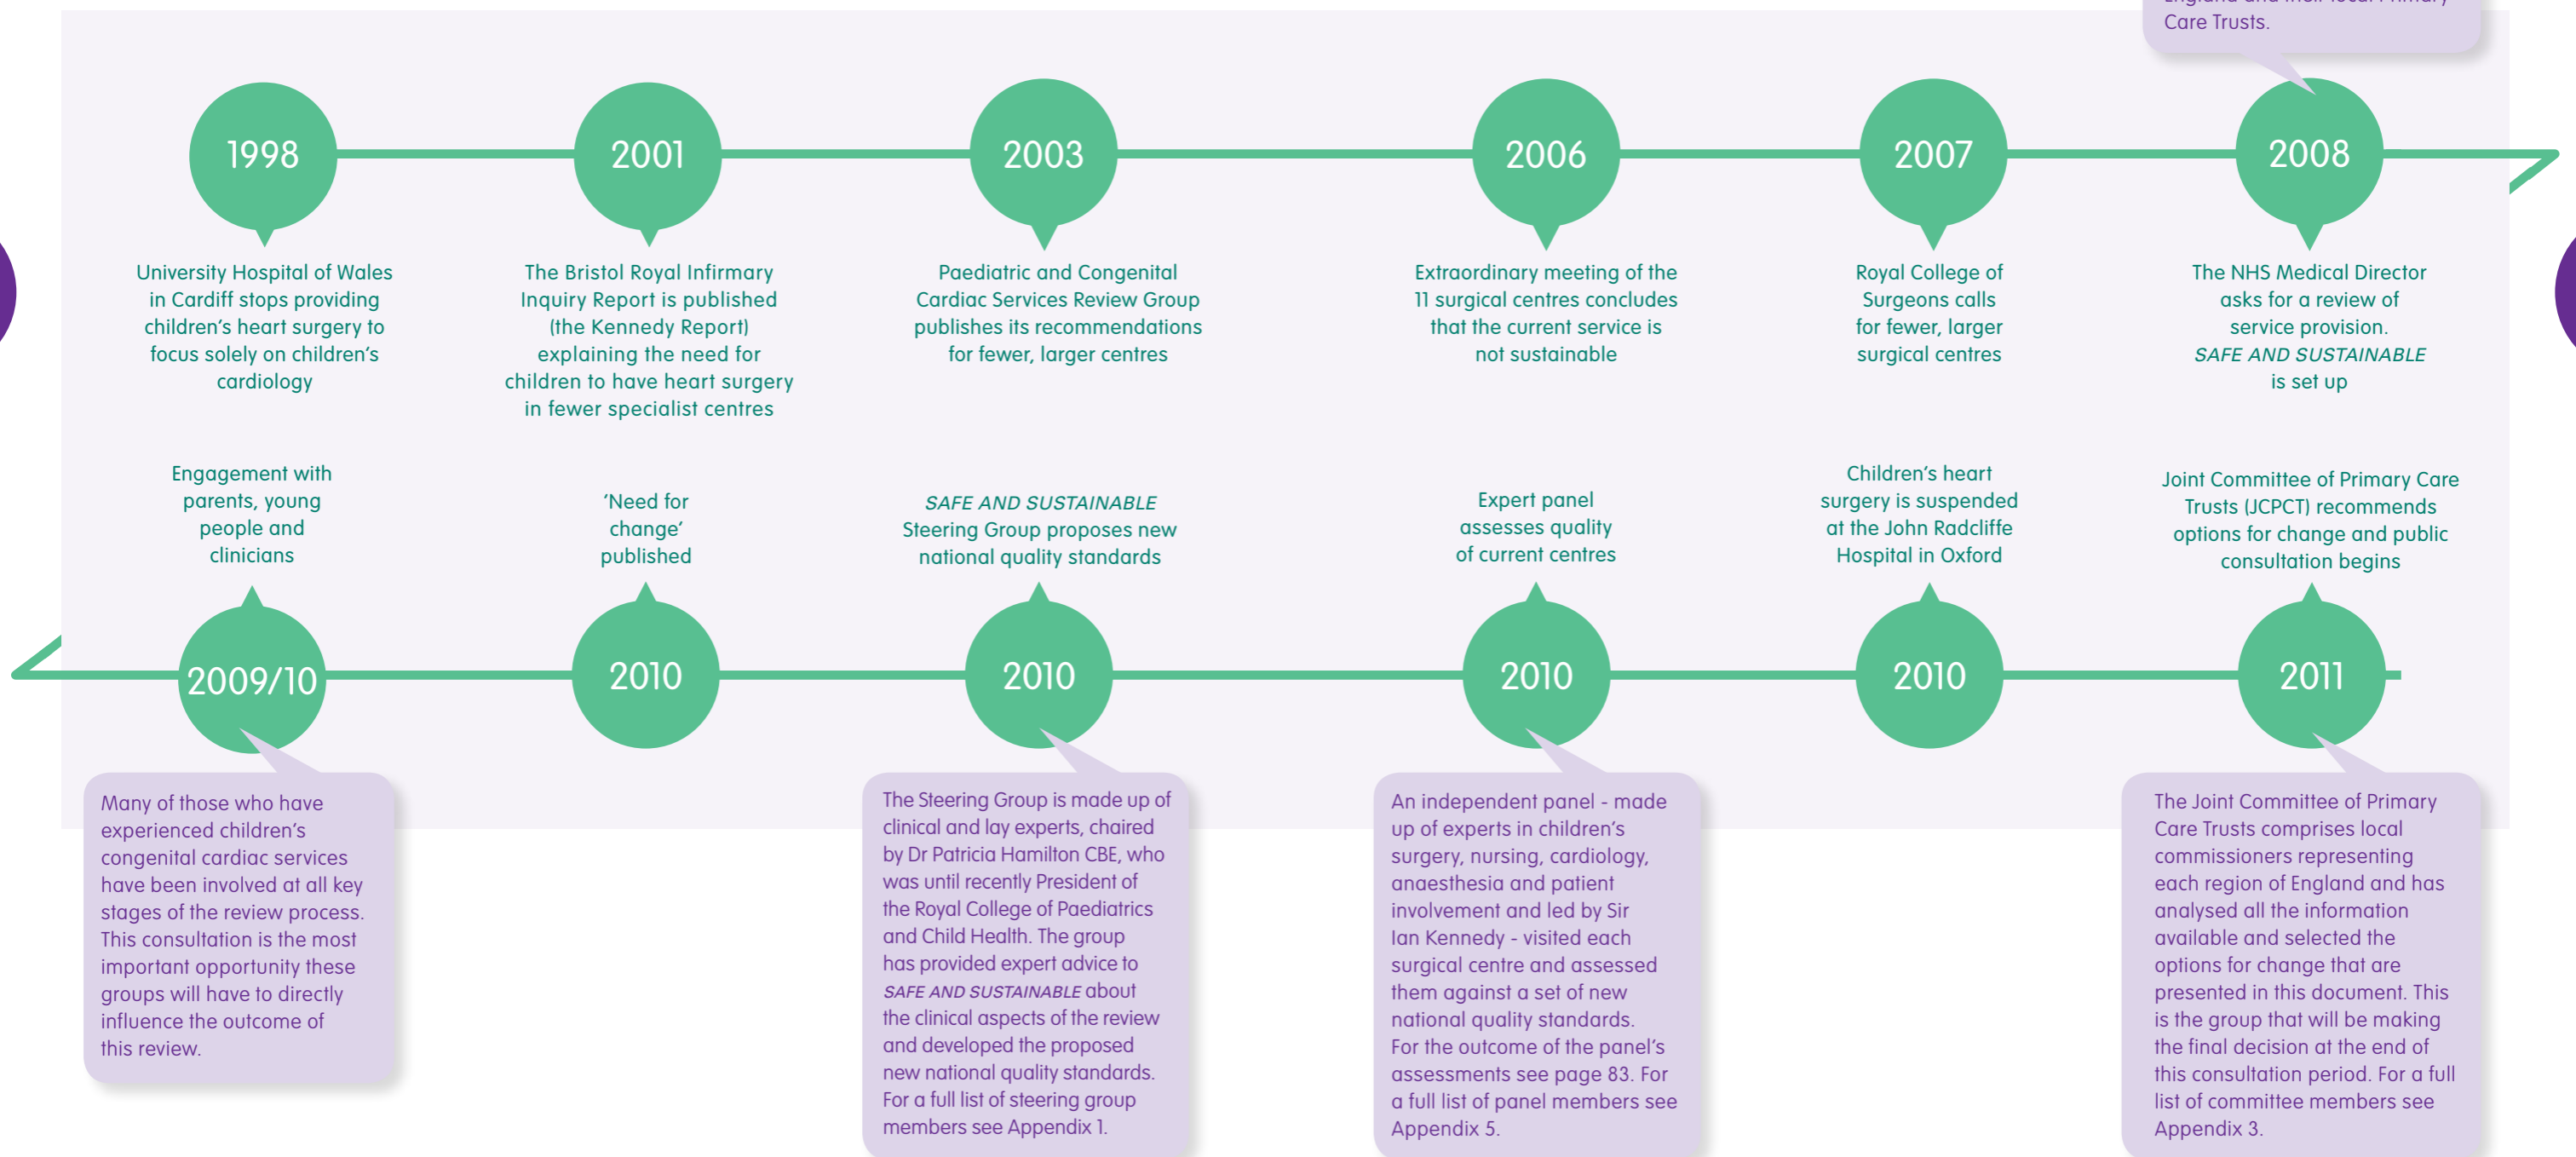 England and their local Primary
Care Trusts.
1998
2001
2003
2006
2007
2008
University Hospital of Wales
in Cardiff stops providing
children's heart surgery to
focus solely on children's
cardiology
The Bristol Royal Infirmary
Inquiry Report is published
(the Kennedy Report)
explaining the need for
children to have heart surgery
in fewer specialist centres
Paediatric and Congenital
Cardiac Services Review Group
publishes its recommendations
for fewer, larger centres
Extraordinary meeting of the
11 surgical centres concludes
that the current service is
not sustainable
Royal College of
Surgeons calls
for fewer, larger
surgical centres
The NHS Medical Director
asks for a review of
service provision.
SAFE AND SUSTAINABLE
is set up
Engagement with
parents, young
people and
clinicians
'Need for
change'
published
SAFE AND SUSTAINABLE
Steering Group proposes new
national quality standards
Expert panel
assesses quality
of current centres
Children's heart
surgery is suspended
at the John Radcliffe
Hospital in Oxford
Joint Committee of Primary Care
Trusts (JCPCT) recommends
options for change and public
consultation begins
2009/10
2010
2010
2010
2010
2011
Many of those who have
experienced children's
congenital cardiac services
have been involved at all key
stages of the review process.
This consultation is the most
important opportunity these
groups will have to directly
influence the outcome of
this review.
The Steering Group is made up of
clinical and lay experts, chaired
by Dr Patricia Hamilton CBE, who
was until recently President of
the Royal College of Paediatrics
and Child Health. The group
has provided expert advice to
SAFE AND SUSTAINABLE about
the clinical aspects of the review
and developed the proposed
new national quality standards.
For a full list of steering group
members see Appendix 1.
An independent panel - made
up of experts in children's
surgery, nursing, cardiology,
anaesthesia and patient
involvement and led by Sir
Ian Kennedy - visited each
surgical centre and assessed
them against a set of new
national quality standards.
For the outcome of the panel's
assessments see page 83. For
a full list of panel members see
Appendix 5.
The Joint Committee of Primary
Care Trusts comprises local
commissioners representing
each region of England and has
analysed all the information
available and selected the
options for change that are
presented in this document. This
is the group that will be making
the final decision at the end of
this consultation period. For a full
list of committee members see
Appendix 3.